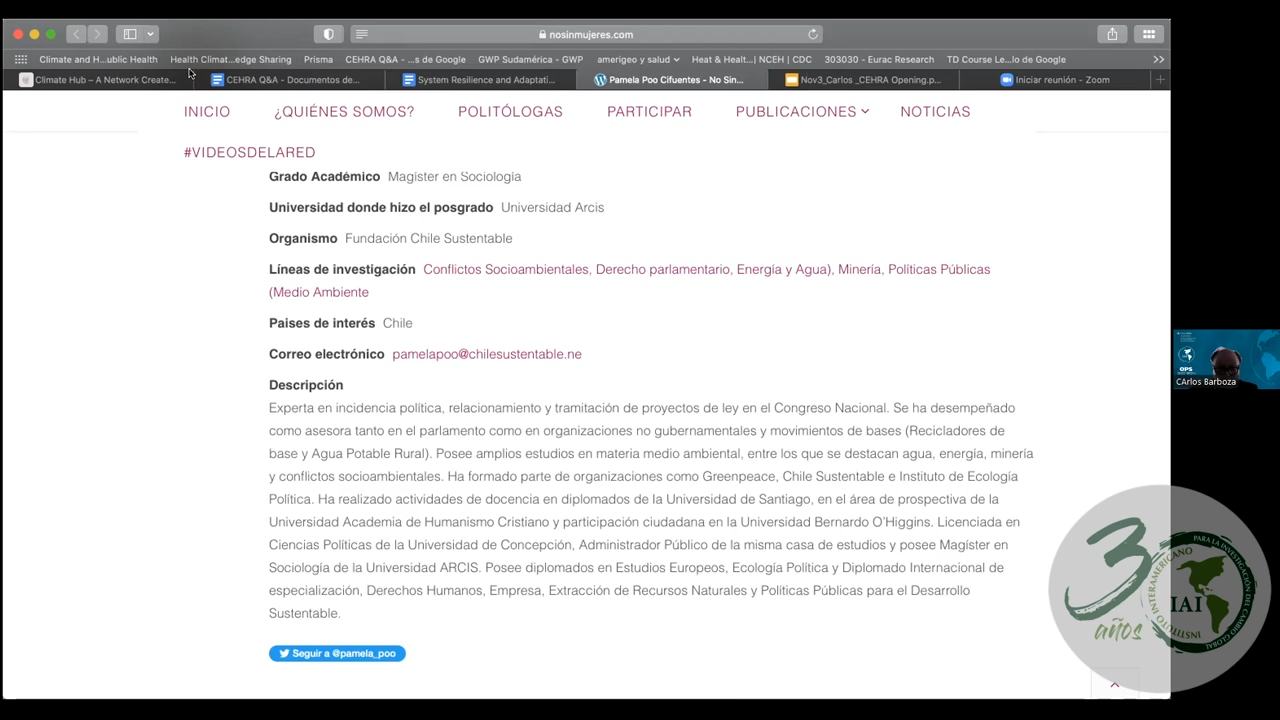 nosinmujeres.com
Climate and H...ublic Health
Health Climat...edge Sharing
Prisma
CEHRA Q&A - ...s de Google
GWP Sudamérica - GWP
amerigeo y salud
Heat & Healt...| NCEH | CDC
303030 - Eurac Research
TD Course Le...lo de Google
Climate Hub – A Network Create...
CEHRA Q&A - Documentos de...
System Resilience and Adaptati...
Pamela Poo Cifuentes - No Sin...
Nov3_Carlos _CEHRA Opening.p...
Iniciar reunión - Zoom
INICIO
¿QUIÉNES SOMOS?
POLITÓLOGAS
PARTICIPAR
PUBLICACIONES
NOTICIAS
#VIDEOSDELARED
Grado Académico Magíster en Sociología
Universidad donde hizo el posgrado Universidad Arcis
Organismo Fundación Chile Sustentable
Líneas de investigación Conflictos Socioambientales, Derecho parlamentario, Energía y Agua), Minería, Políticas Públicas
(Medio Ambiente
Paises de interés Chile
Correo electrónico pamelapoo@chilesustentable.ne
Descripción
Experta en incidencia política, relacionamiento y tramitación de proyectos de ley en el Congreso Nacional. Se ha desempeñado
como asesora tanto en el parlamento como en organizaciones no gubernamentales y movimientos de bases (Recicladores de
base y Agua Potable Rural). Posee amplios estudios en materia medio ambiental, entre los que se destacan agua, energía, minería
y conflictos socioambientales. Ha formado parte de organizaciones como Greenpeace, Chile Sustentable e Instituto de Ecología
Política. Ha realizado actividades de docencia en diplomados de la Universidad de Santiago, en el área de prospectiva de la
Universidad Academia de Humanismo Cristiano y participación ciudadana en la Universidad Bernardo O'Higgins. Licenciada en
Ciencias Políticas de la Universidad de Concepción, Administrador Público de la misma casa de estudios y posee Magíster en
Sociología de la Universidad ARCIS. Posee diplomados en Estudios Europeos, Ecología Política y Diplomado Internacional de
especialización, Derechos Humanos, Empresa, Extracción de Recursos Naturales y Políticas Públicas para el Desarrollo
Sustentable.
Seguir a @pamela_poo
OPS
CArlos Barboza
3
años
IAI
INSTITUTO INTERAMERICANO
PARA LA INVESTIGACIÓN DEL CAMBIO GLOBAL